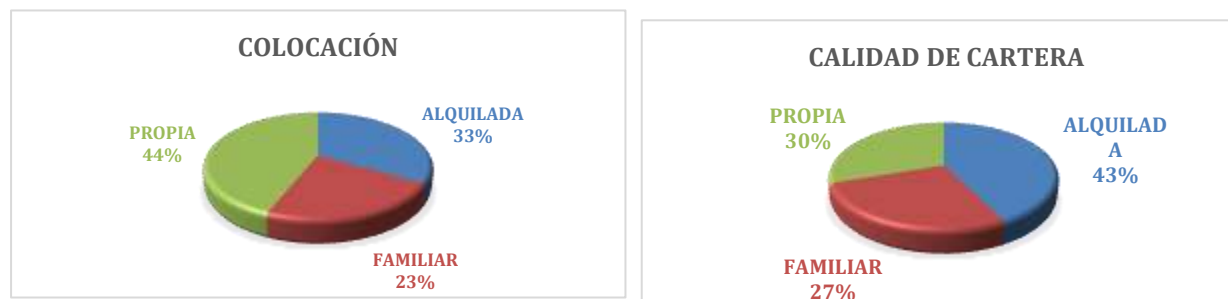 COLOCACIÓN
ALQUILADA
33%
PROPIA
44%
FAMILIAR
23%
CALIDAD DE CARTERA
PROPIA
30%
ALQUILAD
A
43%
FAMILIAR
27%